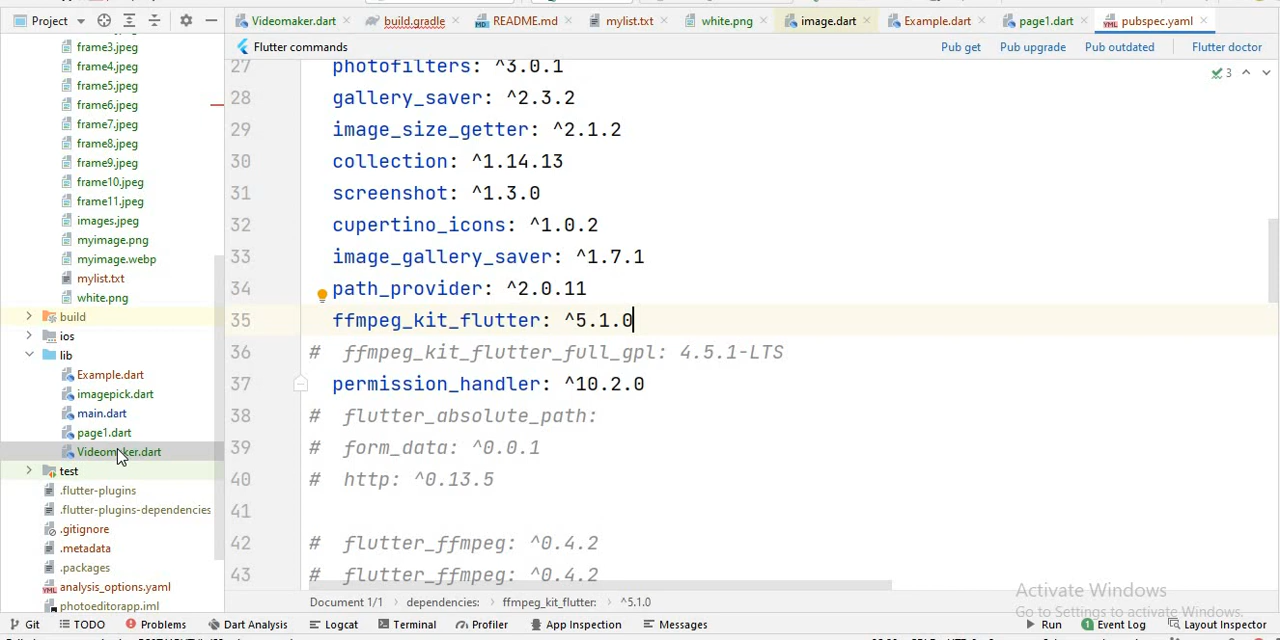 Project
Videomaker.dart
build.gradle
README.md
mylist.txt
white.png
image.dart
Example.dart
page1.dart
pubspec.yaml
Flutter commands
Pub get
Pub upgrade
Pub outdated
Flutter doctor
frame3.jpeg
frame4.jpeg
frame5.jpeg
frame6.jpeg
frame7.jpeg
frame8.jpeg
frame9.jpeg
frame10.jpeg
frame11.jpeg
images.jpeg
myimage.png
myimage.webp
mylist.txt
white.png
build
ios
lib
Example.dart
imagepick.dart
main.dart
page1.dart
Videomaker.dart
test
.flutter-plugins
.flutter-plugins-dependencies
.gitignore
.metadata
.packages
analysis_options.yaml
photoeditorapp.iml
27 photofilters: ^3.0.1
28 gallery_saver: ^2.3.2
29 image_size_getter: ^2.1.2
30 collection: ^1.14.13
31 screenshot: ^1.3.0
32 cupertino_icons: ^1.0.2
33 image_gallery_saver: ^1.7.1
34 path_provider: ^2.0.11
35 ffmpeg_kit_flutter: ^5.1.0
36 # ffmpeg_kit_flutter_full_gpl: 4.5.1-LTS
37 permission_handler: ^10.2.0
38 # flutter_absolute_path:
39 # form_data: ^0.0.1
40 # http: ^0.13.5
41
42 # flutter_ffmpeg: ^0.4.2
43 # flutter_ffmpeg: ^0.4.2
3
Activate Windows
Go to Settings to activate Windows.
Document 1/1 › dependencies: › ffmpeg_kit_flutter: › ^5.1.0
Git
TODO
Problems
Dart Analysis
Logcat
Terminal
Profiler
App Inspection
Messages
Run
1 Event Log
Layout Inspector